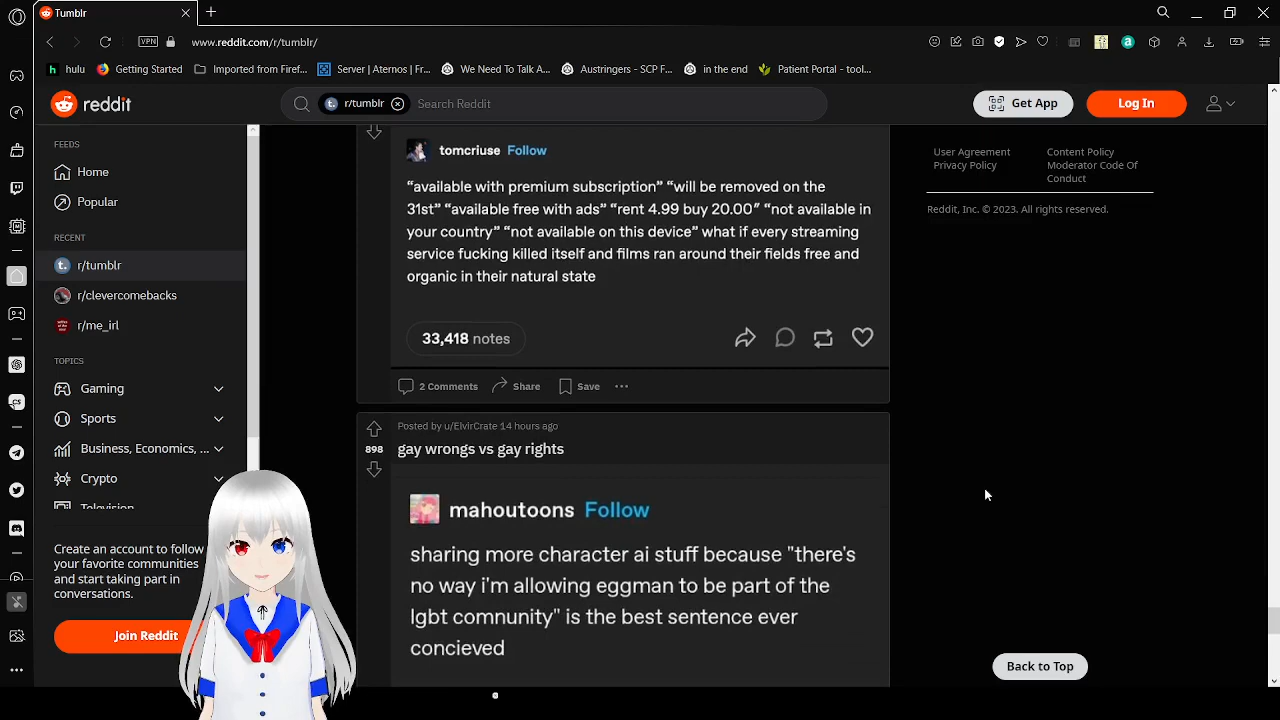 Tumblr
VPN
www.reddit.com/r/tumblr/
hulu
Getting Started
Imported from Firef...
Server | Aternos | Fr...
We Need To Talk A...
Austringers - SCP F...
in the end
Patient Portal - tool...
reddit
r/tumblr
Search Reddit
Get App
Log In
FEEDS
Home
Popular
RECENT
r/tumblr
r/clevercomebacks
r/me_irl
TOPICS
Gaming
Sports
Business, Economics, ...
Crypto
Television
Create an account to follow
your favorite communities
and start taking part in
conversations.
Join Reddit
tomcriuse Follow
“available with premium subscription” “will be removed on the
31st” “available free with ads” “rent 4.99 buy 20.00” “not available in
your country” “not available on this device” what if every streaming
service fucking killed itself and films ran around their fields free and
organic in their natural state
33,418 notes
2 Comments
Share
Save
Posted by u/ElvirCrate 14 hours ago
898
gay wrongs vs gay rights
mahoutoons Follow
sharing more character ai stuff because "there's
no way i'm allowing eggman to be part of the
lgbt comnunity" is the best sentence ever
concieved
User Agreement
Privacy Policy
Content Policy
Moderator Code Of
Conduct
Reddit, Inc. © 2023. All rights reserved.
Back to Top